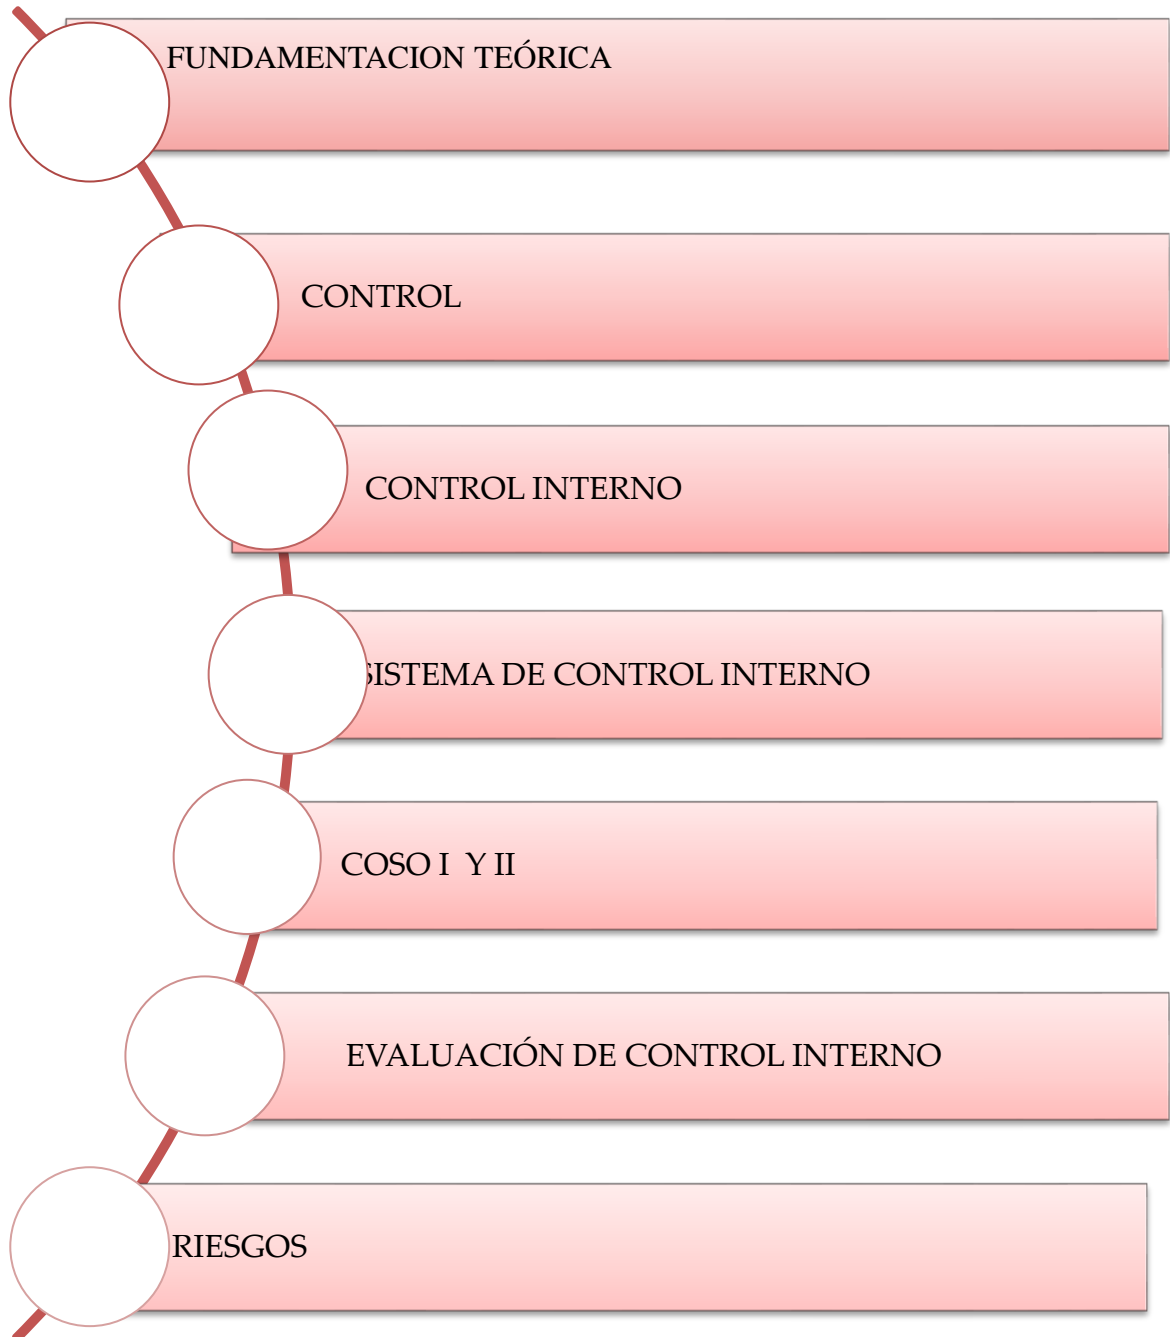 FUNDAMENTACION TEÓRICA
CONTROL
CONTROL INTERNO
SISTEMA DE CONTROL INTERNO
COSO I Y II
EVALUACIÓN DE CONTROL INTERNO
RIESGOS